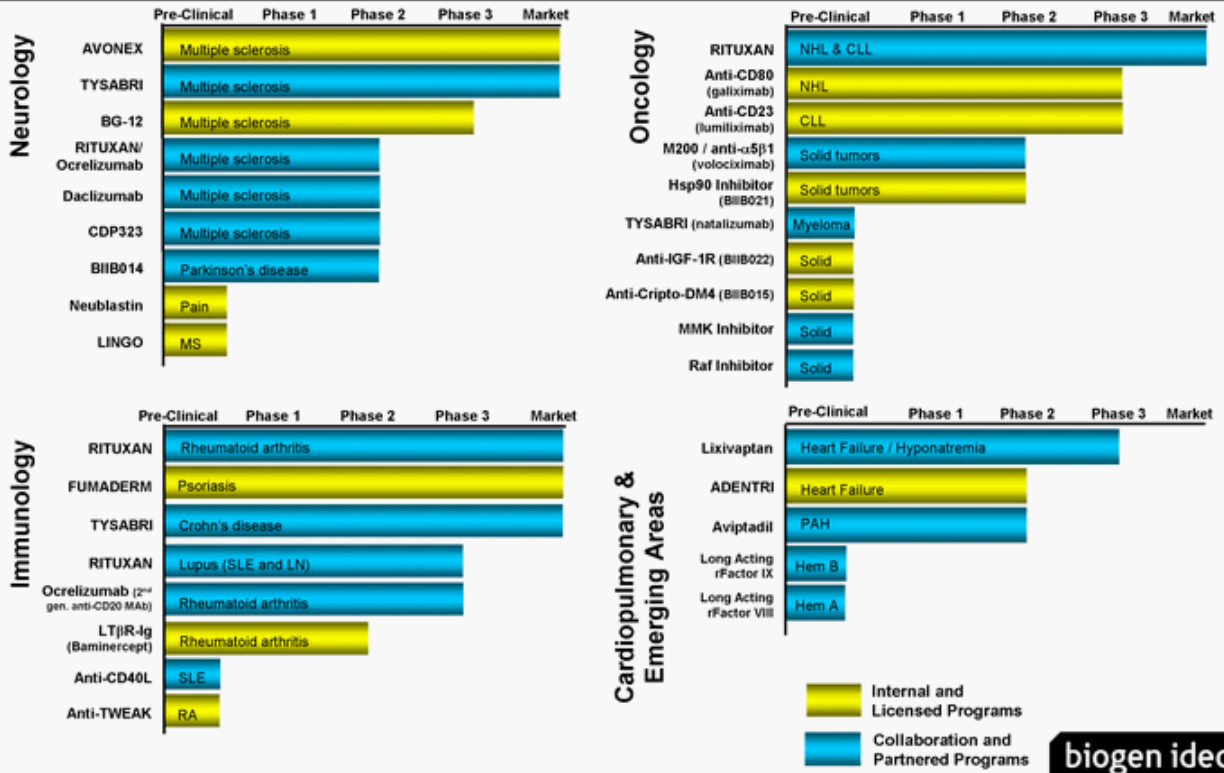 Neurology
Pre-Clinical Phase 1 Phase 2 Phase 3 Market
AVONEX Multiple sclerosis
TYSABRI Multiple sclerosis
BG-12 Multiple sclerosis
RITUXAN/
Ocrelizumab Multiple sclerosis
Daclizumab Multiple sclerosis
CDP323 Multiple sclerosis
BIIB014 Parkinson's disease
Neublastin Pain
LINGO MS
Oncology
Pre-Clinical Phase 1 Phase 2 Phase 3 Market
RITUXAN NHL & CLL
Anti-CD80
(galiximab) NHL
Anti-CD23
(lumiliximab) CLL
M200 / anti-α5β1
(volociximab) Solid tumors
Hsp90 Inhibitor
(BIIB021) Solid tumors
TYSABRI (natalizumab) Myeloma
Anti-IGF-1R (BIIB022) Solid
Anti-Cripto-DM4 (BIIB015) Solid
MMK Inhibitor Solid
Raf Inhibitor Solid
Immunology
Pre-Clinical Phase 1 Phase 2 Phase 3 Market
RITUXAN Rheumatoid arthritis
FUMADERM Psoriasis
TYSABRI Crohn's disease
RITUXAN Lupus (SLE and LN)
Ocrelizumab (2nd
gen. anti-CD20 MAb) Rheumatoid arthritis
LTβR-Ig
(Baminercept) Rheumatoid arthritis
Anti-CD40L SLE
Anti-TWEAK RA
Cardiopulmonary &
Emerging Areas
Pre-Clinical Phase 1 Phase 2 Phase 3 Market
Lixivaptan Heart Failure / Hyponatremia
ADENTRI Heart Failure
Aviptadil PAH
Long Acting
rFactor IX Hem B
Long Acting
rFactor VIII Hem A
Internal and
Licensed Programs
Collaboration and
Partnered Programs
biogen idec